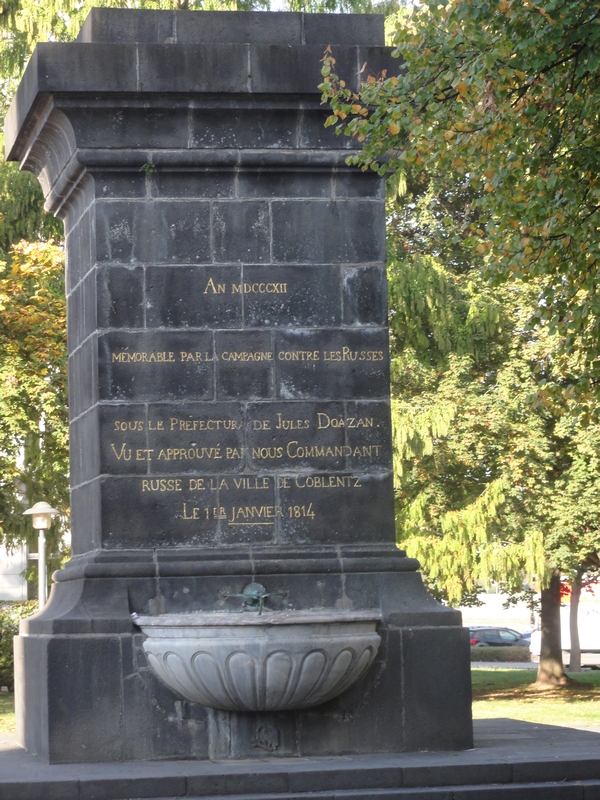 An MDCCCXII
MÉMORABLE PAR LA CAMPAGNE CONTRE LES RUSSES
SOUS LE PRÉFECTURA DE JULES DOAZAN.
VU ET APPROUVÉ PAR NOUS COMMANDANT
RUSSE DE LA VILLE DE COBLENTZ
LE 1ER JANVIER 1814